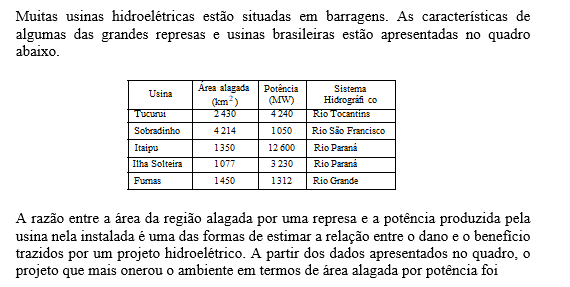 Muitas usinas hidroelétricas estão situadas em barragens. As características de
algumas das grandes represas e usinas brasileiras estão apresentadas no quadro
abaixo.
Usina Área alagada (km²) Potência (MW) Sistema Hidrográfi co
Tucuruí 2 430 4 240 Rio Tocantins
Sobradinho 4 214 1 050 Rio São Francisco
Itaipu 1 350 12 600 Rio Paraná
Ilha Solteira 1 077 3 230 Rio Paraná
Furnas 1 450 1 312 Rio Grande
A razão entre a área da região alagada por uma represa e a potência produzida pela
usina nela instalada é uma das formas de estimar a relação entre o dano e o benefício
trazidos por um projeto hidroelétrico. A partir dos dados apresentados no quadro, o
projeto que mais onerou o ambiente em termos de área alagada por potência foi